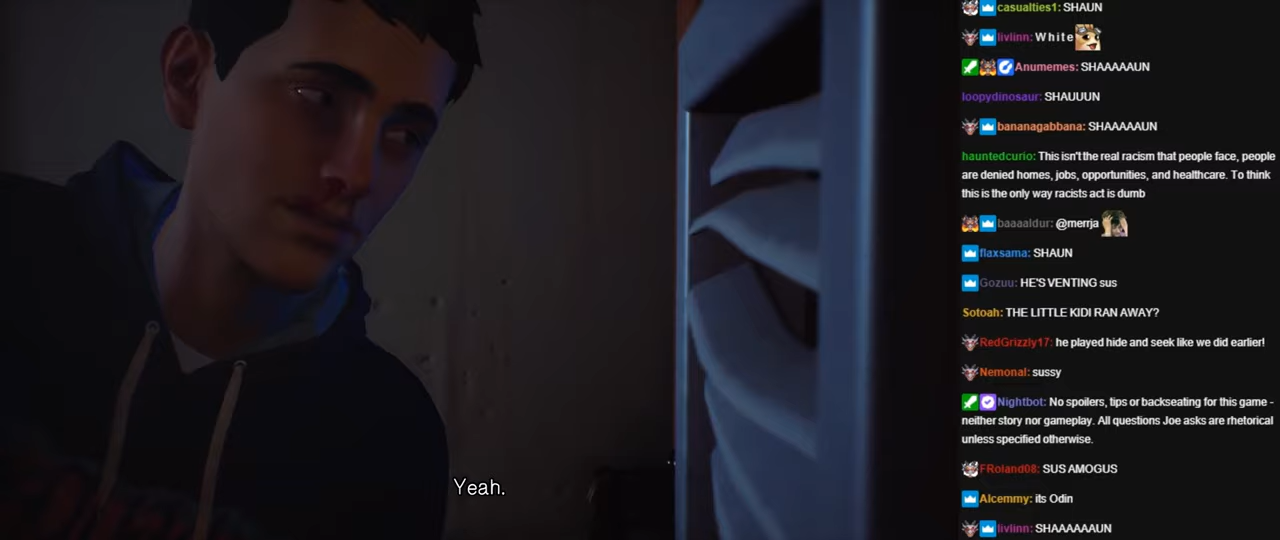 Yeah.
casualties1: SHAUN
livlinn: White
Anumemes: SHAAAAAUN
loopydinosaur: SHAUUUN
bananagabbana: SHAAAAAUN
hauntedcurio: This isn't the real racism that people face, people
are denied homes, jobs, opportunities, and healthcare. To think
this is the only way racists act is dumb
baaaaldur: @merrja
flaxsama: SHAUN
Gozuu: HE'S VENTING sus
Sotoah: THE LITTLE KIDI RAN AWAY?
RedGrizzly17: he played hide and seek like we did earlier!
Nemonal: sussy
Nightbot: No spoilers, tips or backseating for this game -
neither story nor gameplay. All questions Joe asks are rhetorical
unless specified otherwise.
FRoland08: SUS AMOGUS
Alcemmy: its Odin
livlinn: SHAAAAAAUN